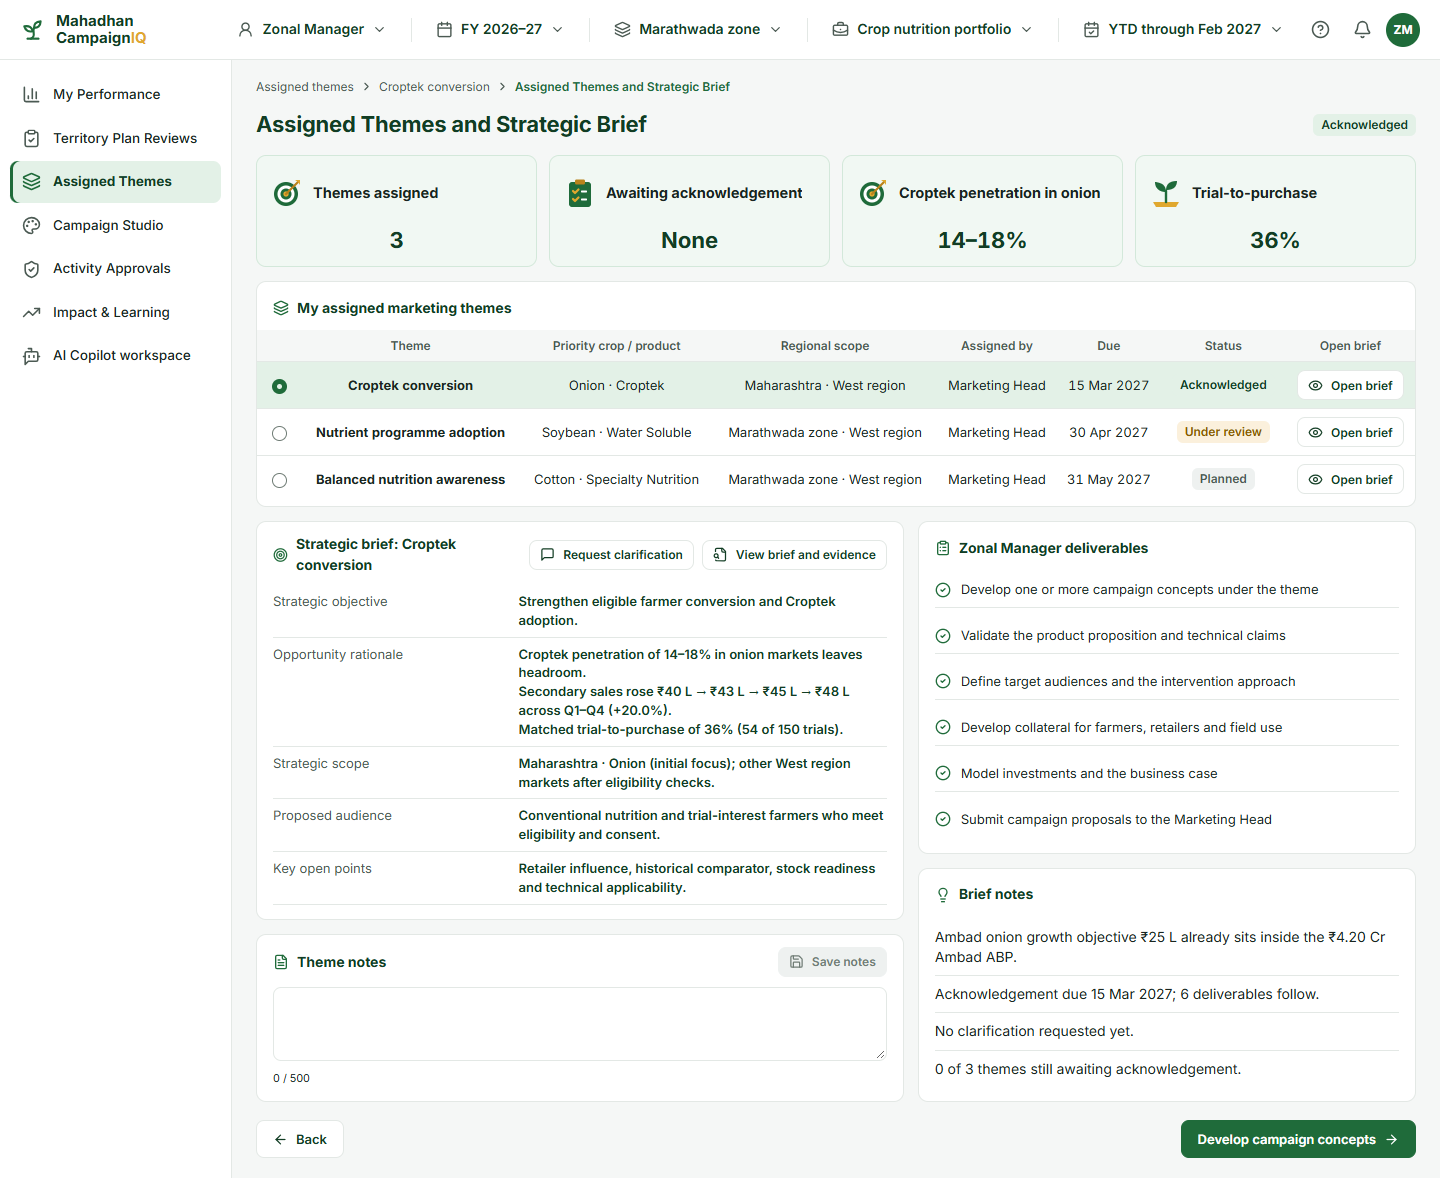 Mahadhan
CampaignIQ
Zonal Manager
FY 2026–27
Marathwada zone
Crop nutrition portfolio
YTD through Feb 2027
ZM
My Performance
Territory Plan Reviews
Assigned Themes
Campaign Studio
Activity Approvals
Impact & Learning
AI Copilot workspace
Assigned themes > Croptek conversion > Assigned Themes and Strategic Brief
Assigned Themes and Strategic Brief
Acknowledged
Themes assigned
3
Awaiting acknowledgement
None
Croptek penetration in onion
14–18%
Trial-to-purchase
36%
My assigned marketing themes
Theme Priority crop / product Regional scope Assigned by Due Status Open brief
Croptek conversion Onion · Croptek Maharashtra · West region Marketing Head 15 Mar 2027 Acknowledged Open brief
Nutrient programme adoption Soybean · Water Soluble Marathwada zone · West region Marketing Head 30 Apr 2027 Under review Open brief
Balanced nutrition awareness Cotton · Specialty Nutrition Marathwada zone · West region Marketing Head 31 May 2027 Planned Open brief
Strategic brief: Croptek
conversion
Request clarification
View brief and evidence
Strategic objective
Strengthen eligible farmer conversion and Croptek
adoption.
Opportunity rationale
Croptek penetration of 14–18% in onion markets leaves
headroom.
Secondary sales rose ₹40 L → ₹43 L → ₹45 L → ₹48 L
across Q1–Q4 (+20.0%).
Matched trial-to-purchase of 36% (54 of 150 trials).
Strategic scope
Maharashtra · Onion (initial focus); other West region
markets after eligibility checks.
Proposed audience
Conventional nutrition and trial-interest farmers who meet
eligibility and consent.
Key open points
Retailer influence, historical comparator, stock readiness
and technical applicability.
Zonal Manager deliverables
Develop one or more campaign concepts under the theme
Validate the product proposition and technical claims
Define target audiences and the intervention approach
Develop collateral for farmers, retailers and field use
Model investments and the business case
Submit campaign proposals to the Marketing Head
Theme notes
Save notes
0 / 500
Brief notes
Ambad onion growth objective ₹25 L already sits inside the ₹4.20 Cr
Ambad ABP.
Acknowledgement due 15 Mar 2027; 6 deliverables follow.
No clarification requested yet.
0 of 3 themes still awaiting acknowledgement.
Back
Develop campaign concepts